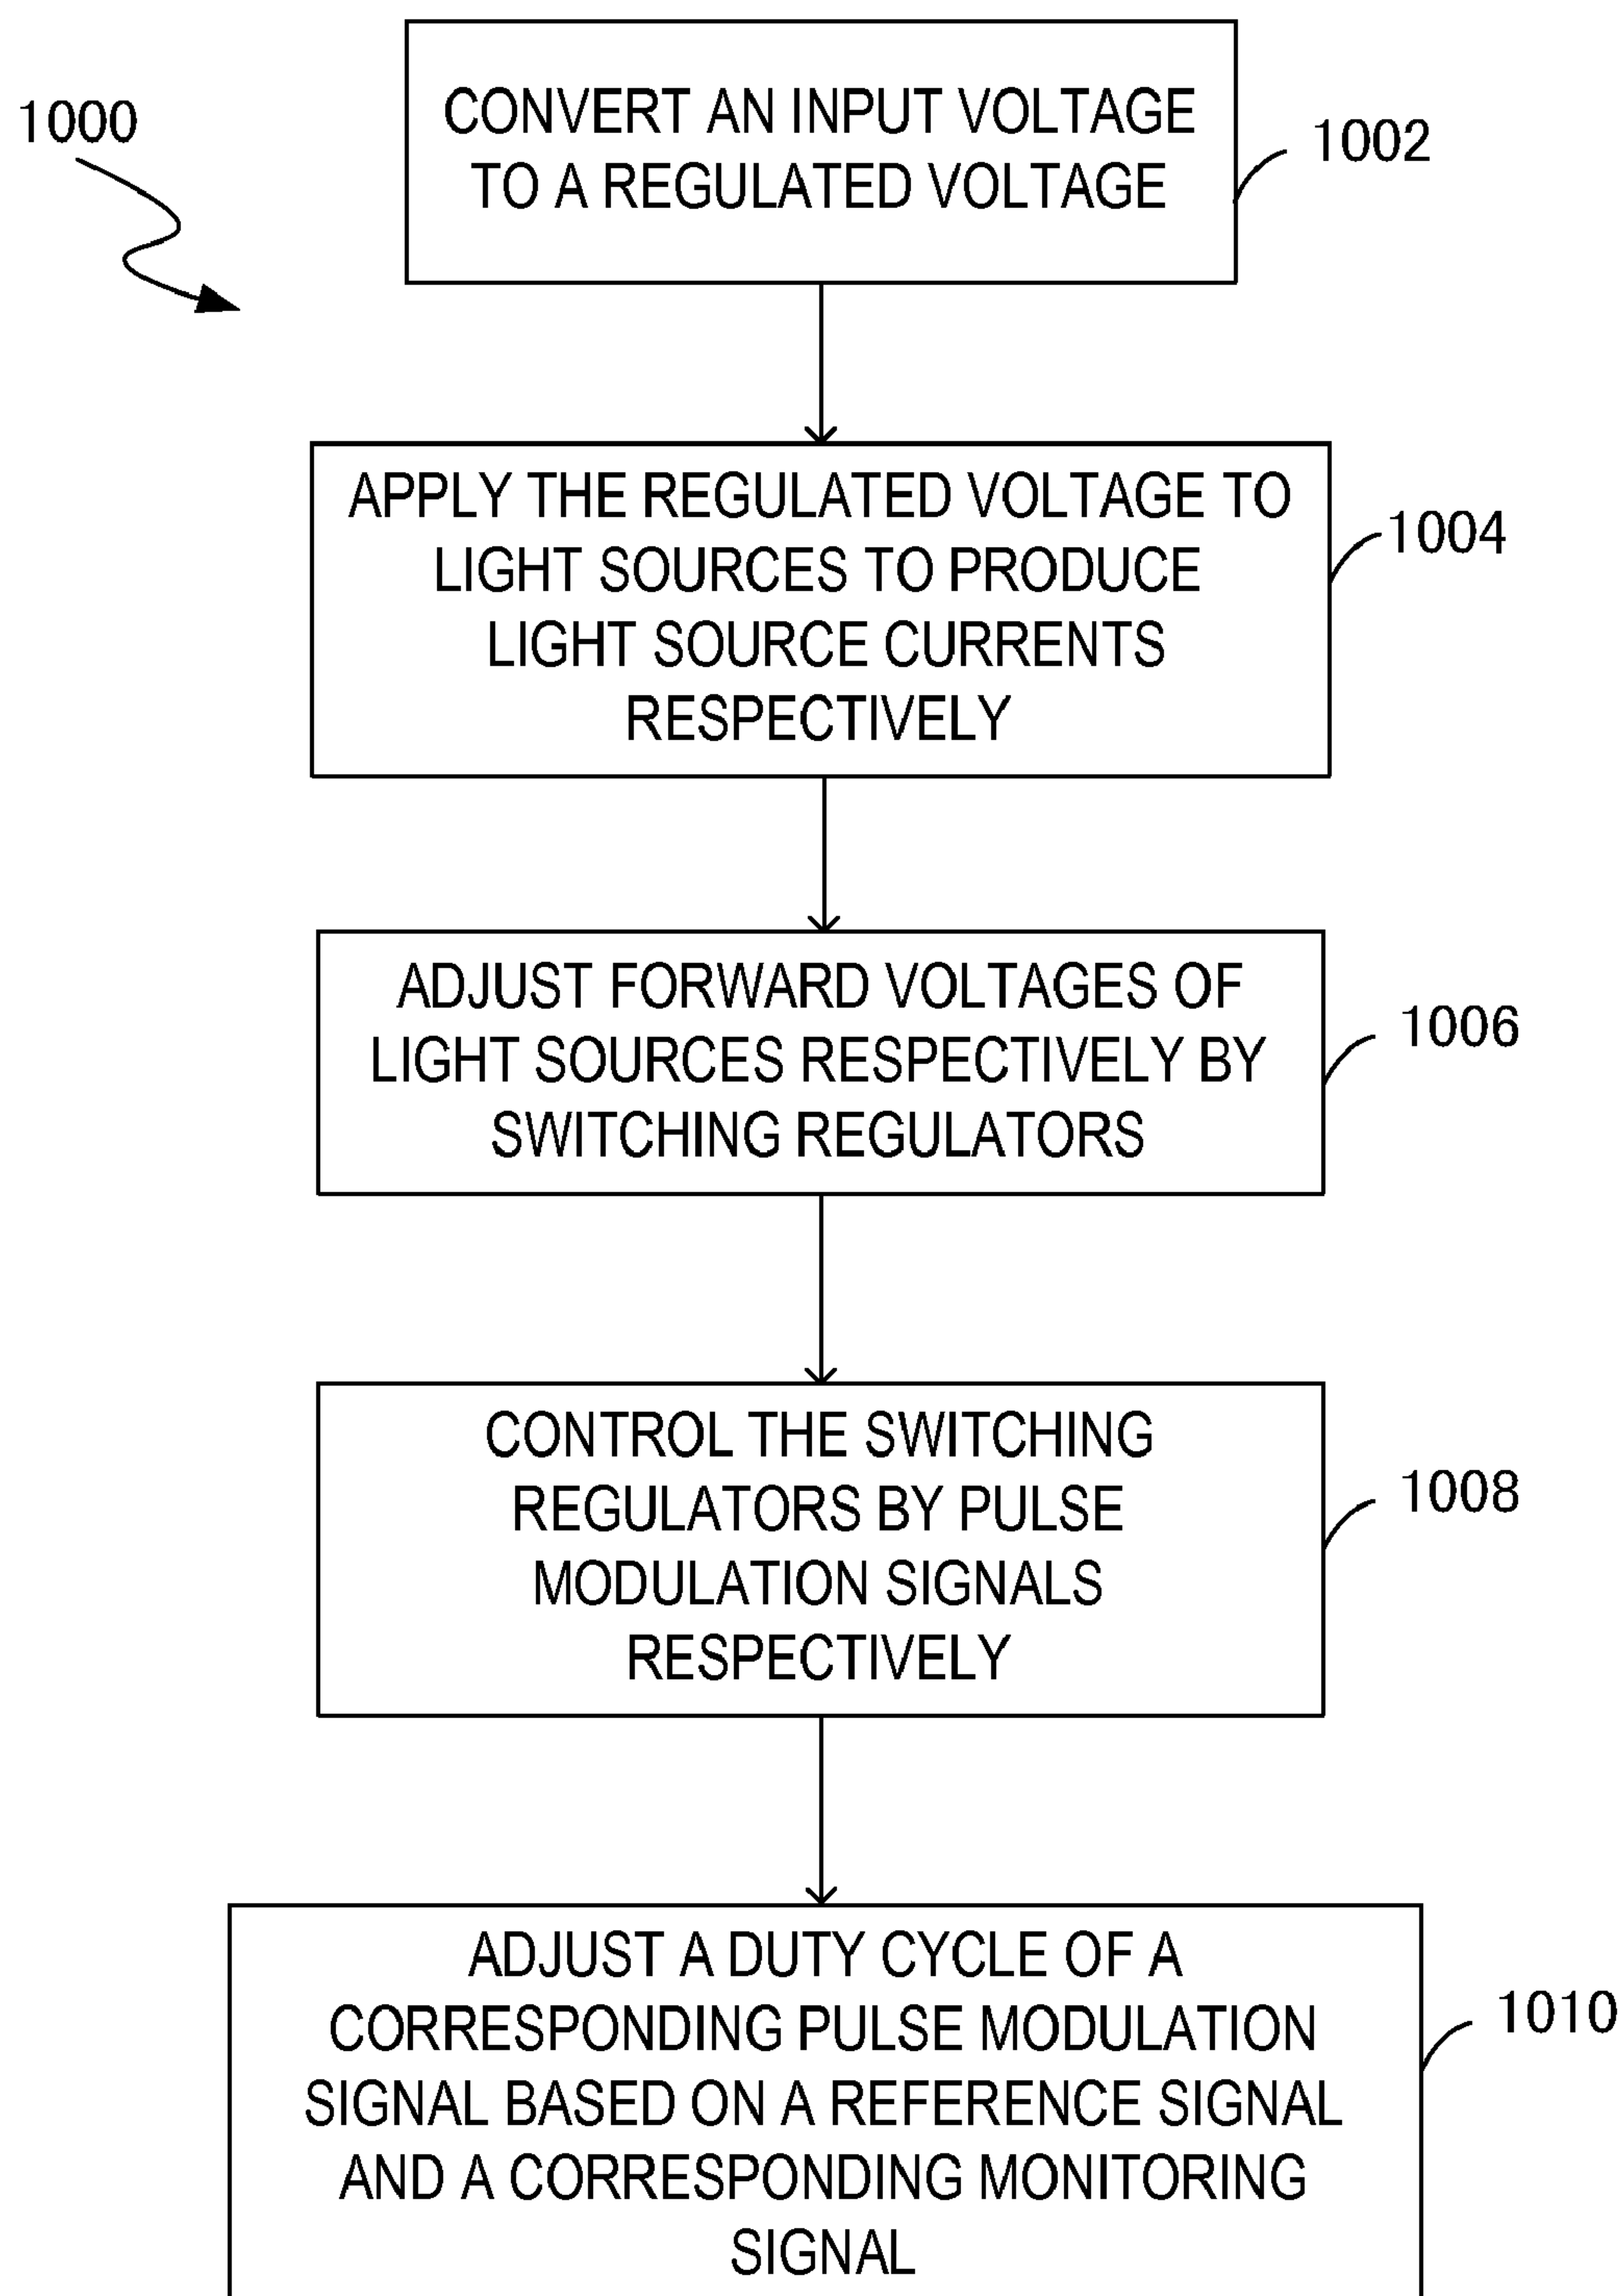 1000
CONVERT AN INPUT VOLTAGE
TO A REGULATED VOLTAGE
1002
APPLY THE REGULATED VOLTAGE TO
LIGHT SOURCES TO PRODUCE
LIGHT SOURCE CURRENTS
RESPECTIVELY
1004
ADJUST FORWARD VOLTAGES OF
LIGHT SOURCES RESPECTIVELY BY
SWITCHING REGULATORS
1006
CONTROL THE SWITCHING
REGULATORS BY PULSE
MODULATION SIGNALS
RESPECTIVELY
1008
ADJUST A DUTY CYCLE OF A
CORRESPONDING PULSE MODULATION
SIGNAL BASED ON A REFERENCE SIGNAL
AND A CORRESPONDING MONITORING
SIGNAL
1010